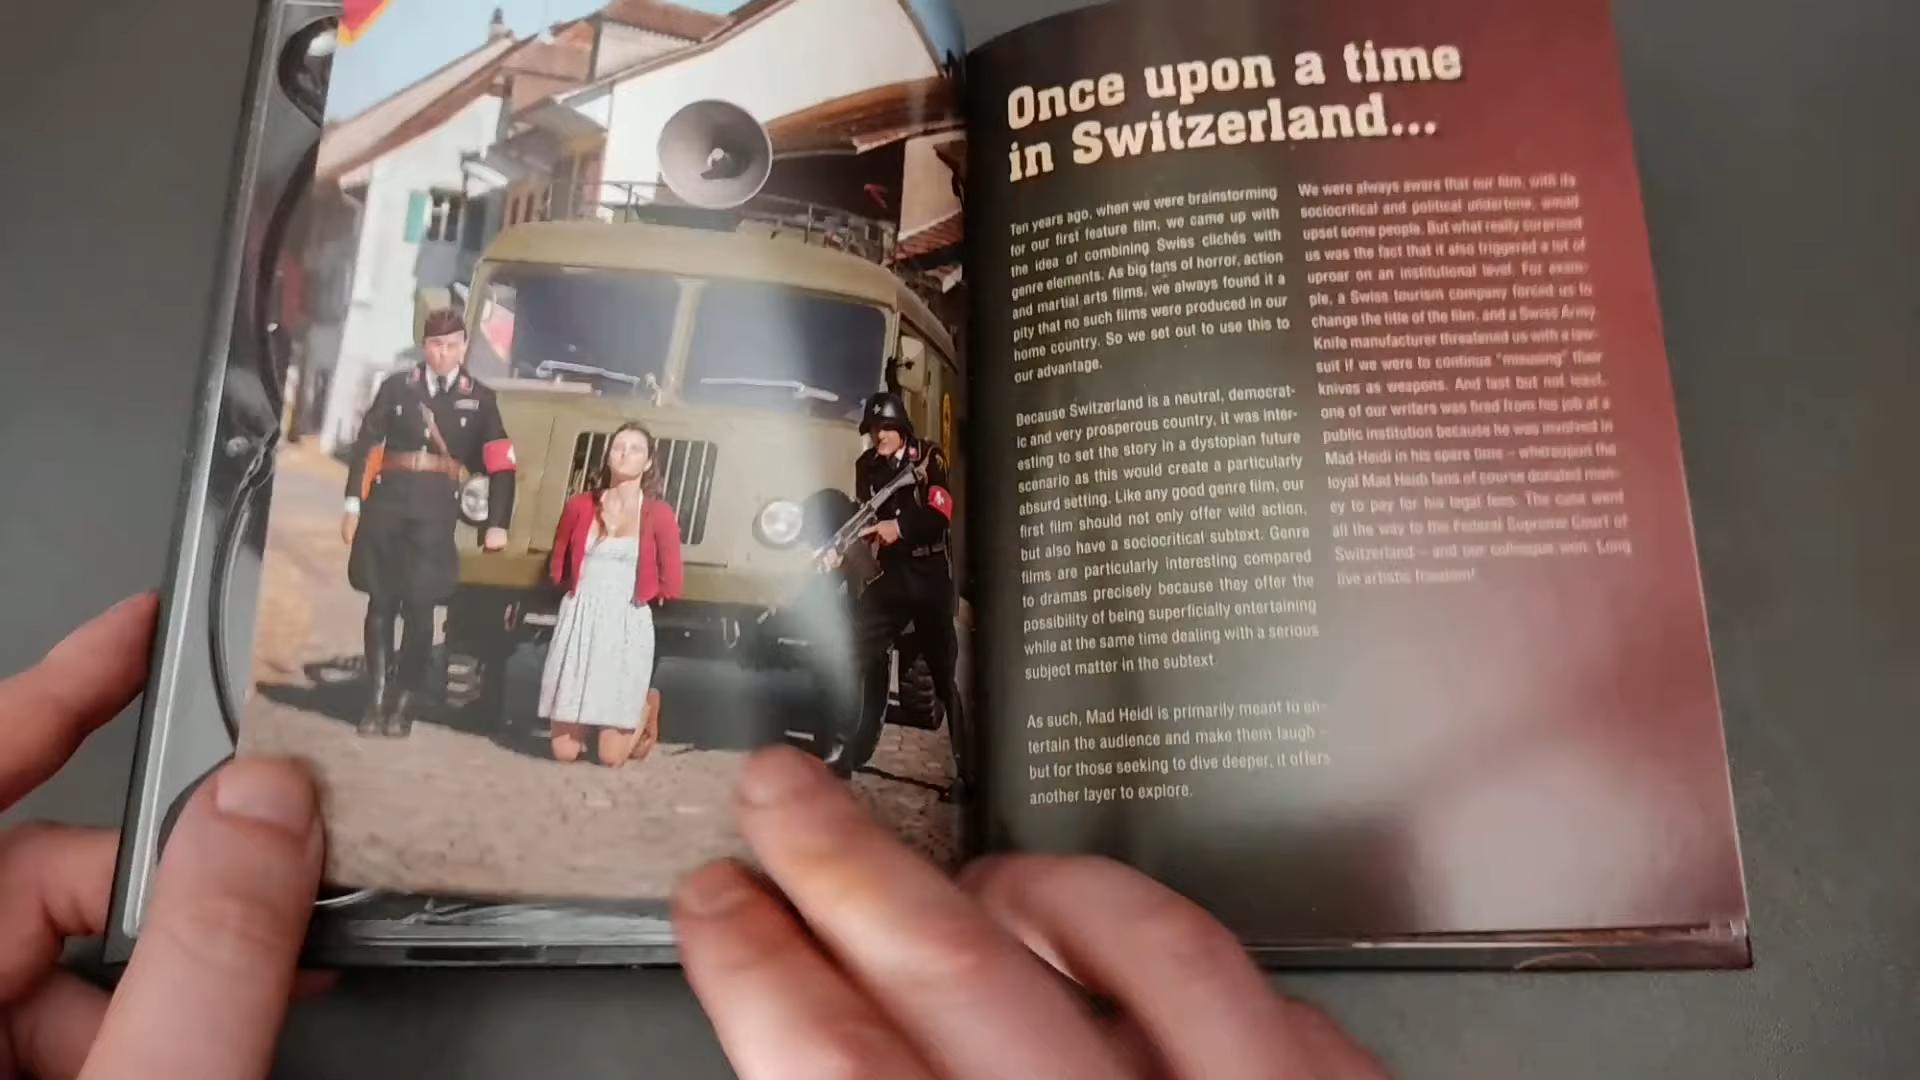 Once upon a time
in Switzerland...
Ten years ago, when we were brainstorming
for our first feature film, we came up with
the idea of combining Swiss clichés with
genre elements. As big fans of horror, action
and martial arts films, we always found it a
pity that no such films were produced in our
home country. So we set out to use this to
our advantage.
Because Switzerland is a neutral, democrat-
ic and very prosperous country, it was inter-
esting to set the story in a dystopian future
scenario as this would create a particularly
absurd setting. Like any good genre film, our
first film should not only offer wild action,
but also have a sociocritical subtext. Genre
films are particularly interesting compared
to dramas precisely because they offer the
possibility of being superficially entertaining
while at the same time dealing with a serious
subject matter in the subtext.
As such, Mad Heidi is primarily meant to en-
tertain the audience and make them laugh –
but for those seeking to dive deeper, it offers
another layer to explore.
We were always aware that our film, with its
sociocritical and political undertone, would
upset some people. But what really surprised
us was the fact that it also triggered a lot of
uproar on an institutional level. For exam-
ple, a Swiss tourism company forced us to
change the title of the film, and a Swiss Army
Knife manufacturer threatened us with a law-
suit if we were to continue "misusing" their
knives as weapons. And last but not least,
one of our writers was fired from his job at a
public institution because he was involved in
Mad Heidi in his spare time – whereupon the
loyal Mad Heidi fans of course donated mon-
ey to pay for his legal fees. The case went
all the way to the Federal Supreme Court of
Switzerland – and our colleague won. Long
live artistic freedom!